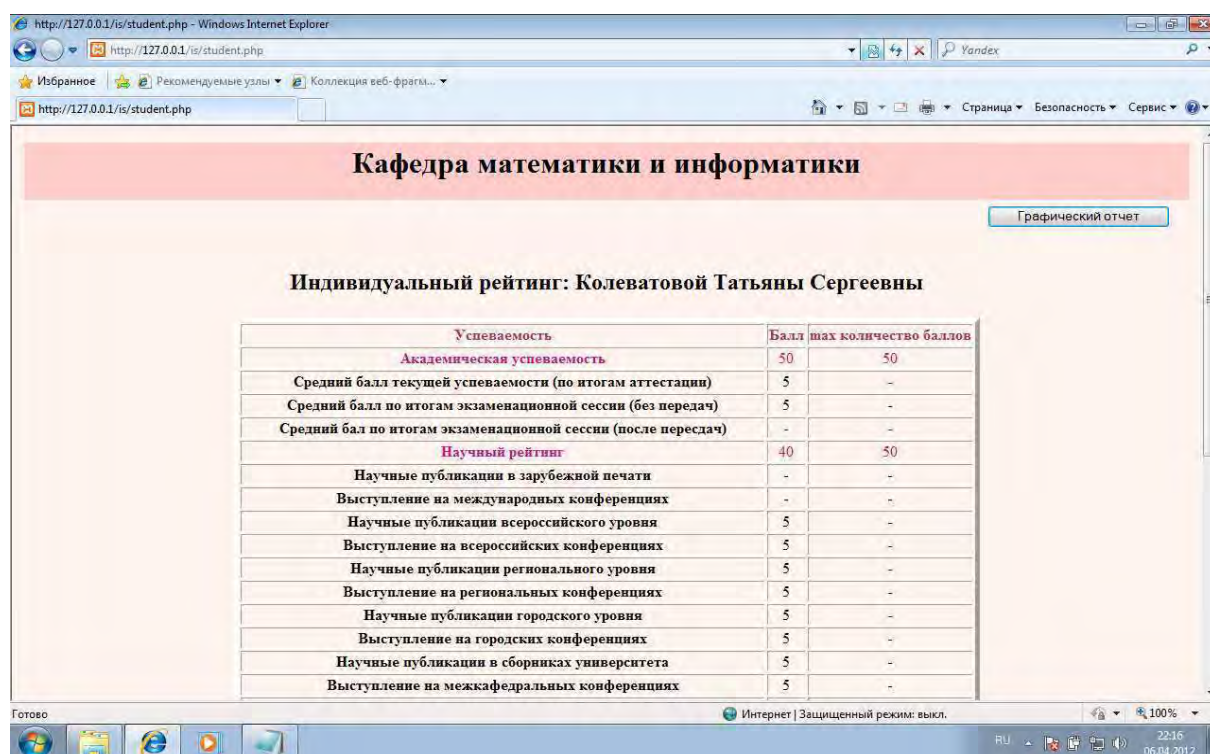 http://127.0.0.1/is/student.php - Windows Internet Explorer
http://127.0.0.1/is/student.php Yandex
Избранное Рекомендуемые узлы Коллекция веб-фрагм...
http://127.0.0.1/is/student.php Страница Безопасность Сервис
Кафедра математики и информатики
Графический отчет
Индивидуальный рейтинг: Колеватовой Татьяны Сергеевны
Успеваемость Балл max количество баллов
Академическая успеваемость 50 50
Средний балл текущей успеваемости (по итогам аттестации) 5 -
Средний балл по итогам экзаменационной сессии (без передач) 5 -
Средний бал по итогам экзаменационной сессии (после пересдач) - -
Научный рейтинг 40 50
Научные публикации в зарубежной печати - -
Выступление на международных конференциях - -
Научные публикации всероссийского уровня 5 -
Выступление на всероссийских конференциях 5 -
Научные публикации регионального уровня 5 -
Выступление на региональных конференциях 5 -
Научные публикации городского уровня 5 -
Выступление на городских конференциях 5 -
Научные публикации в сборниках университета 5 -
Выступление на межкафедральных конференциях 5 -
Готово Интернет | Защищенный режим: выкл. 100%
RU 22:16
06.04.2012